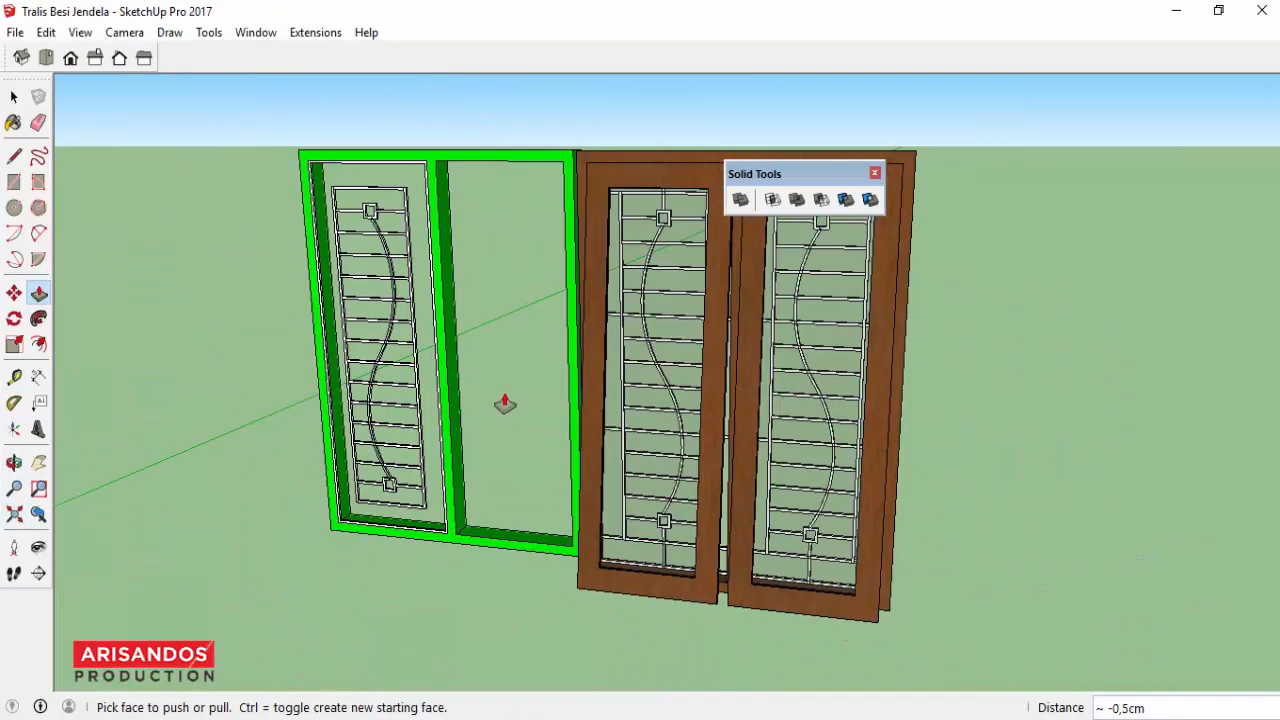 Tralis Besi Jendela - SketchUp Pro 2017
File Edit View Camera Draw Tools Window Extensions Help
Solid Tools
ARISANDOS
PRODUCTION
Pick face to push or pull. Ctrl = toggle create new starting face.
Distance ~ -0,5cm